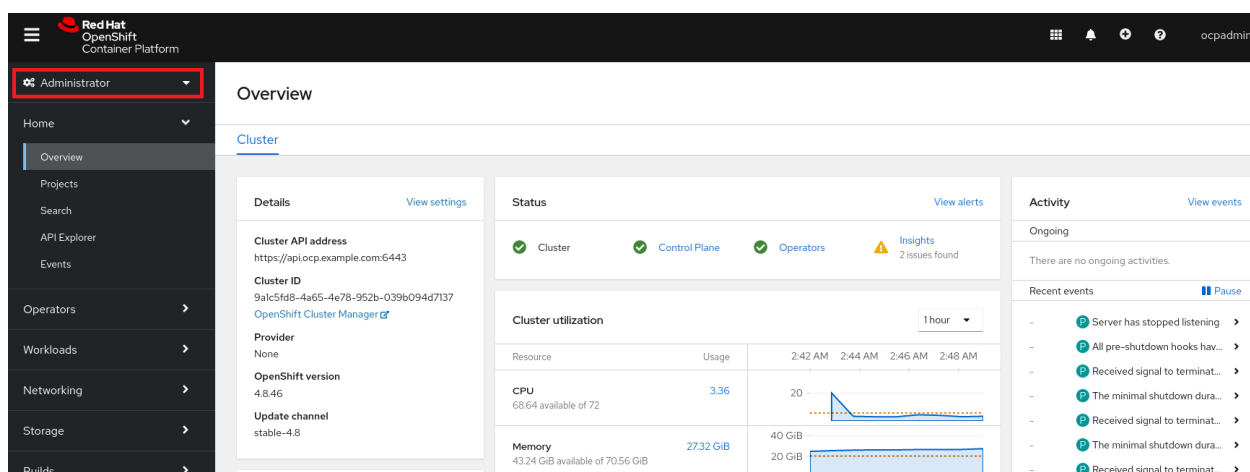 Red Hat
OpenShift
Container Platform
ocpadmin
Administrator
Home
Overview
Projects
Search
API Explorer
Events
Operators
Workloads
Networking
Storage
Builds
Overview
Cluster
Details View settings
Cluster API address
https://api.ocp.example.com:6443
Cluster ID
9a1c5fd8-4a65-4e78-952b-039b094d7137
OpenShift Cluster Manager
Provider
None
OpenShift version
4.8.46
Update channel
stable-4.8
Status View alerts
Cluster Control Plane Operators Insights
2 issues found
Cluster utilization 1 hour
Resource Usage 2:42 AM 2:44 AM 2:46 AM 2:48 AM
CPU 3.36 20
68.64 available of 72
Memory 27.32 GiB 40 GiB
43.24 GiB available of 70.56 GiB 20 GiB
Activity View events
Ongoing
There are no ongoing activities.
Recent events Pause
- P Server has stopped listening
- P All pre-shutdown hooks hav...
- P Received signal to terminat...
- P The minimal shutdown dura...
- P Received signal to terminat...
- P The minimal shutdown dura...
- P Received signal to terminat...